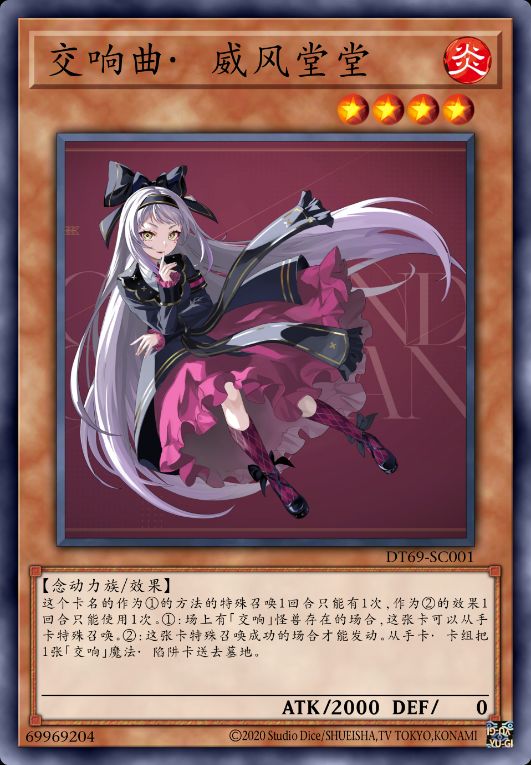 交响曲· 威风堂堂
炎
DT69-SC001
【念动力族/效果】
这个卡名的作为①的方法的特殊召唤1回合只能有1次,作为②的效果1
回合只能使用1次。①:场上有「交响」怪兽存在的场合,这张卡可以从手
卡特殊召唤。②:这张卡特殊召唤成功的场合才能发动。从手卡· 卡组把
1张「交响」魔法· 陷阱卡送去墓地。
ATK/2000 DEF/ 0
69969204
©2020 Studio Dice/SHUEISHA,TV TOKYO,KONAMI